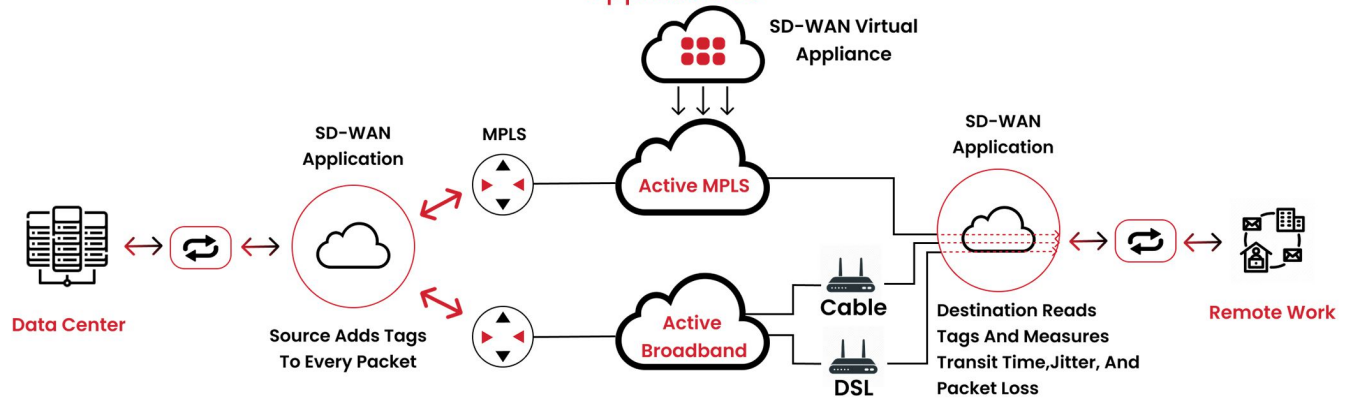 SD-WAN Virtual
Appliance
SD-WAN
Application
MPLS
SD-WAN
Application
Active MPLS
Data Center
Source Adds Tags
To Every Packet
Active
Broadband
Cable
DSL
Destination Reads
Tags And Measures
Transit Time,Jitter, And
Packet Loss
Remote Work